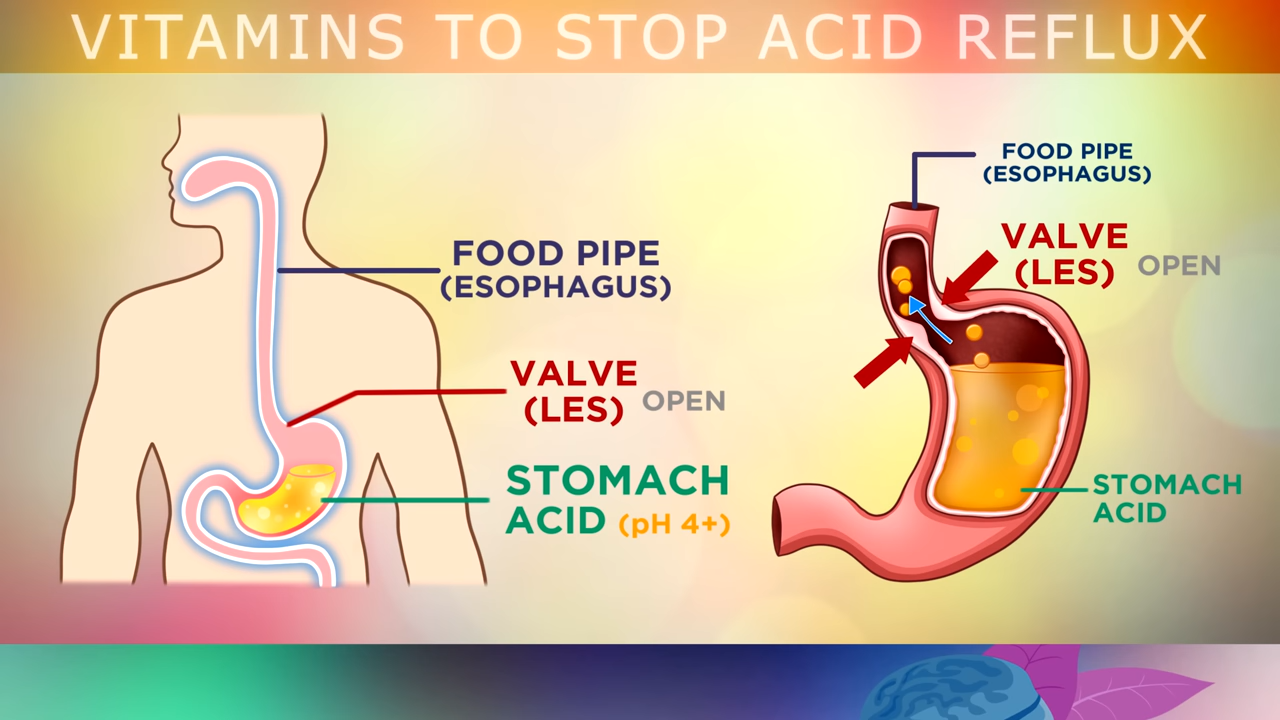 VITAMINS TO STOP ACID REFLUX
FOOD PIPE
(ESOPHAGUS)
VALVE
(LES) OPEN
STOMACH
ACID (pH 4+)
FOOD PIPE
(ESOPHAGUS)
VALVE
(LES) OPEN
STOMACH
ACID